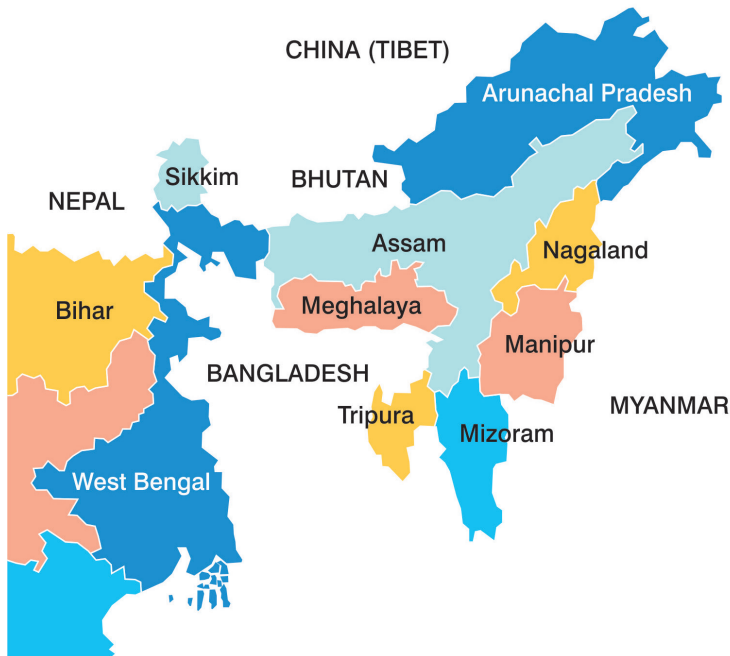 CHINA (TIBET)
Arunachal Pradesh
Sikkim
BHUTAN
NEPAL
Assam
Nagaland
Bihar
Meghalaya
Manipur
BANGLADESH
MYANMAR
Tripura
Mizoram
West Bengal